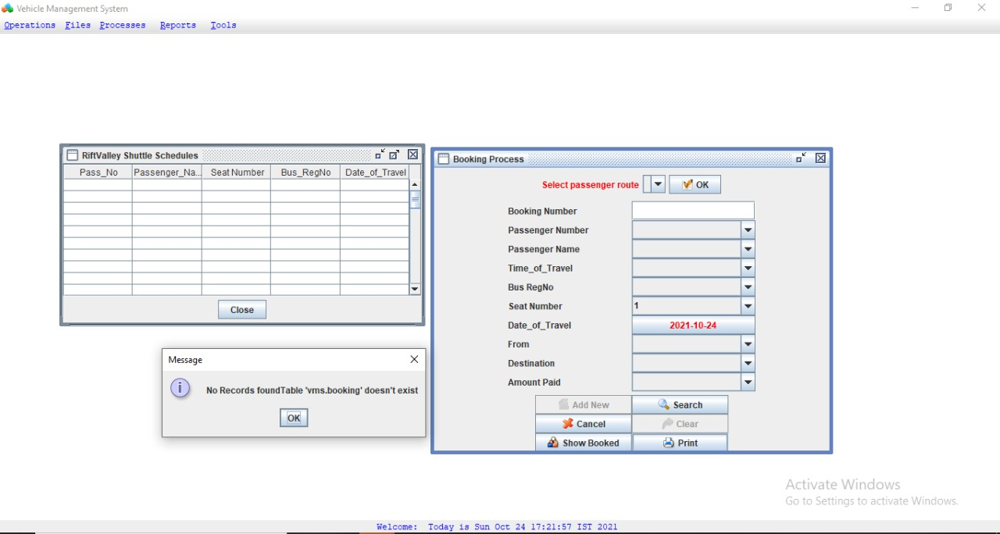 Vehicle Management System
Operations Files Processes Reports Tools
RiftValley Shuttle Schedules
Pass_No Passenger_Na... Seat Number Bus_RegNo Date_of_Travel
Close
Message
No Records foundTable 'vms.booking' doesn't exist
OK
Booking Process
Select passenger route OK
Booking Number
Passenger Number
Passenger Name
Time_of_Travel
Bus RegNo
Seat Number 1
Date_of_Travel 2021-10-24
From
Destination
Amount Paid
Add New Search
Cancel Clear
Show Booked Print
Activate Windows
Go to Settings to activate Windows.
Welcome: Today is Sun Oct 24 17:21:57 IST 2021